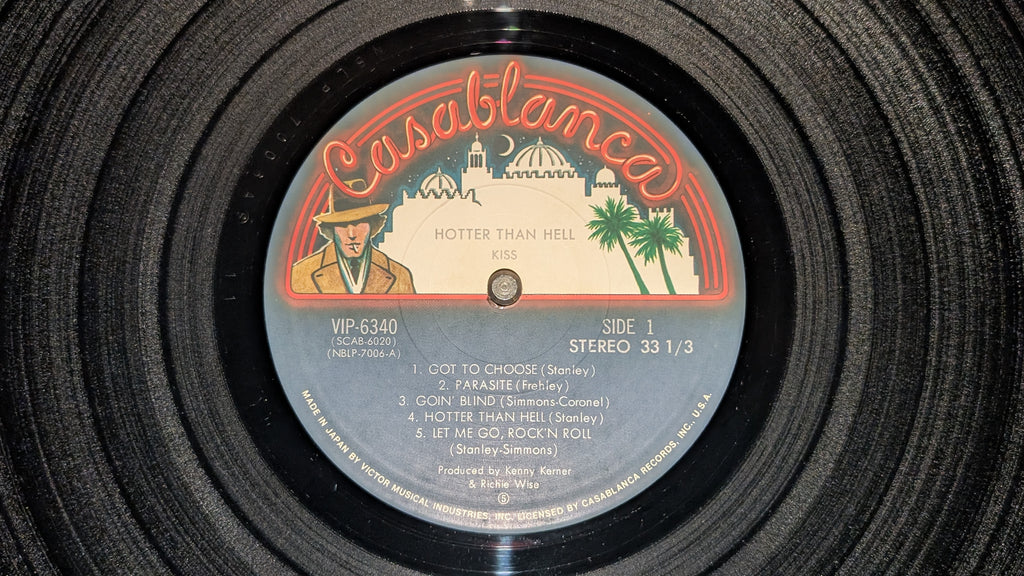 Casablanca
HOTTER THAN HELL
KISS
VIP-6340
(SCAB-6020)
(NBLP-7006-A)
SIDE 1
STEREO 33 1/3
1. GOT TO CHOOSE (Stanley)
2. PARASITE (Frehley)
3. GOIN' BLIND (Simmons-Coronel)
4. HOTTER THAN HELL (Stanley)
5. LET ME GO, ROCK'N ROLL
(Stanley-Simmons)
Produced by Kenny Kerner
& Richie Wise
Ⓢ
MADE IN JAPAN BY VICTOR MUSICAL INDUSTRIES, INC. LICENSED BY CASABLANCA RECORDS, INC., U.S.A.